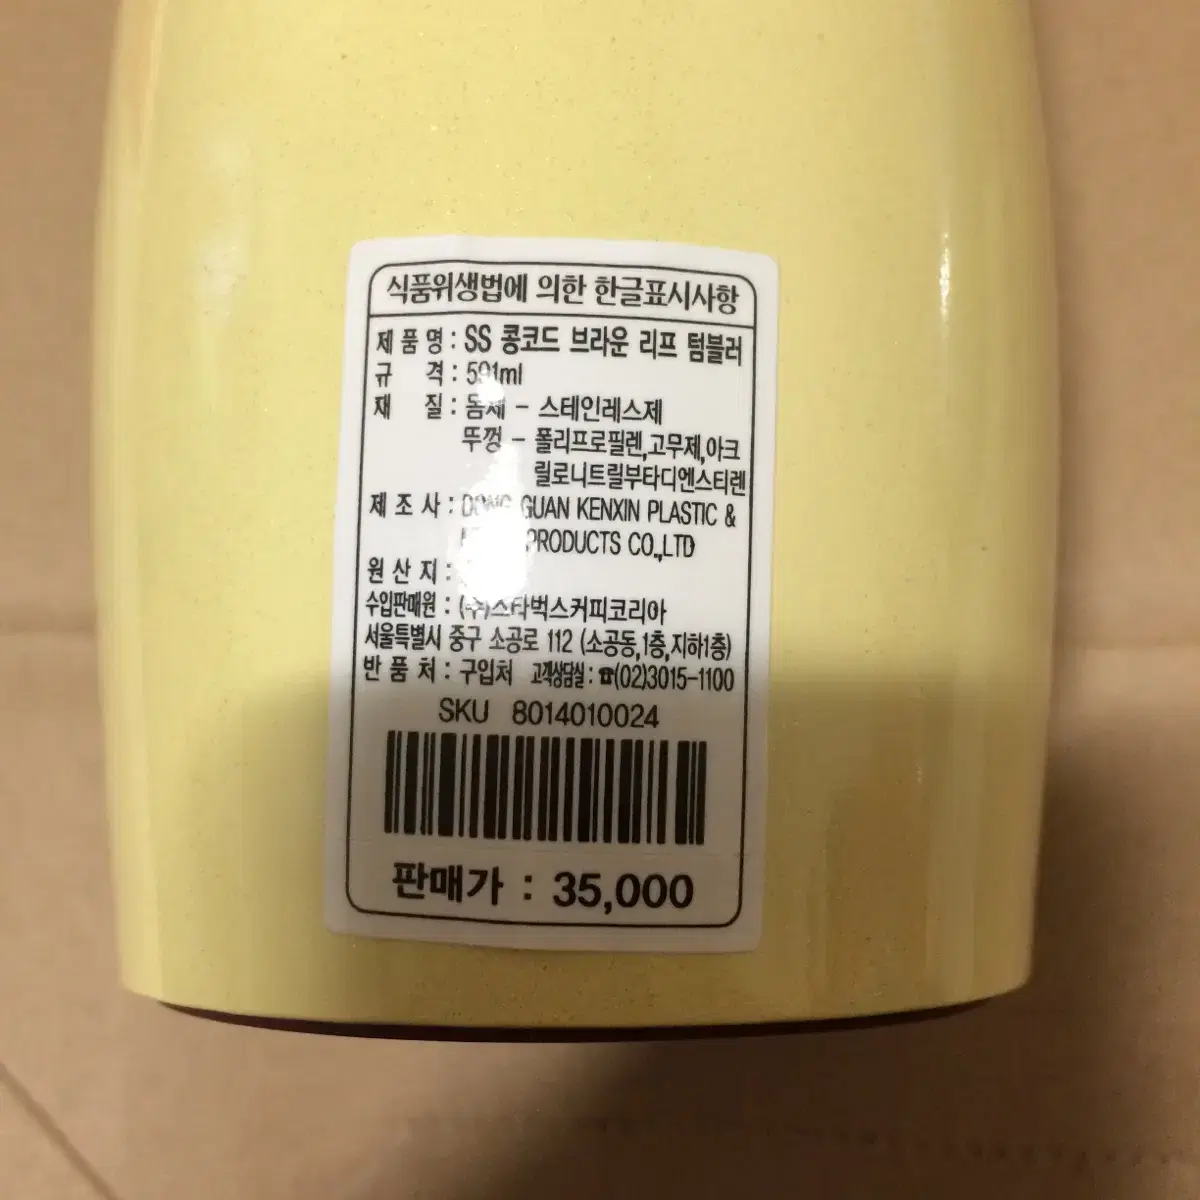 식품위생법에 의한 한글표시사항
제 품 명 : SS 콩코드 브라운 리프 텀블러
규 격 : 591ml
재 질 : 몸체 - 스테인레스제
뚜껑 - 폴리프로필렌,고무제,아크
릴로니트릴부타디엔스티렌
제 조 사 : DONG GUAN KENXIN PLASTIC &
PRODUCTS CO.,LTD
원 산 지 :
수입판매원 : (주)스타벅스커피코리아
서울특별시 중구 소공로 112 (소공동,1층,지하1층)
반 품 처 : 구입처 고객상담실 : ☎(02)3015-1100
SKU 8014010024
판매가 : 35,000